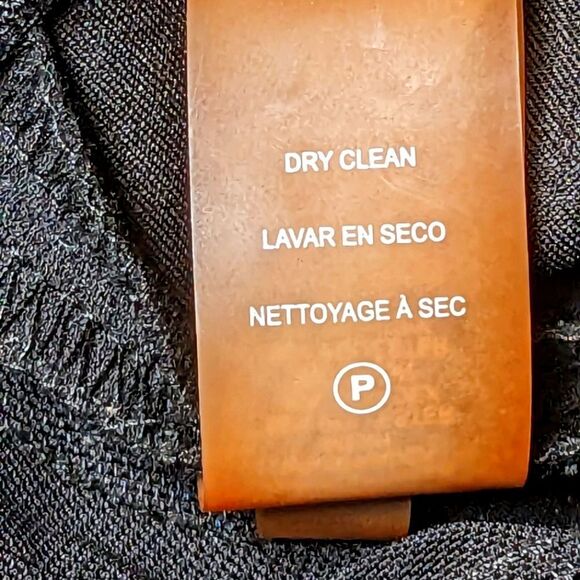 DRY CLEAN
LAVAR EN SECO
NETTOYAGE À SEC
P